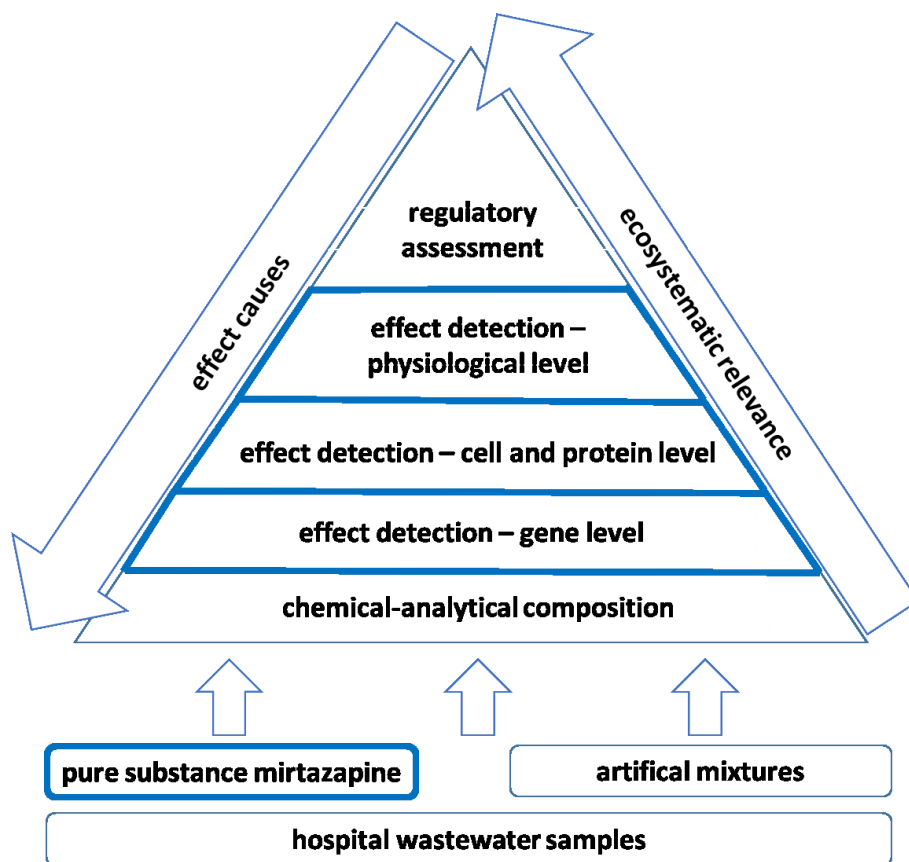 regulatory
assessment
effect causes
ecosystematic relevance
effect detection –
physiological level
effect detection – cell and protein level
effect detection – gene level
chemical-analytical composition
pure substance mirtazapine
artifical mixtures
hospital wastewater samples